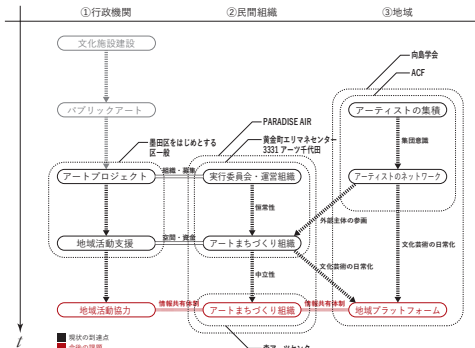 ①行政機関
②民間組織
③地域
文化施設建設
向島学会
ACF
パブリックアート
PARADISE AIR
アーティストの集積
墨田区をはじめとする
区一般
黄金町エリマネセンター
3331 アーツ千代田
集団意識
アートプロジェクト
組織・募集
実行委員会・運営組織
アーティストのネットワーク
恒常性
外部主体の参画
空間・資金
地域活動支援
アートまちづくり組織
文化芸術の日常化
文化芸術の日常化
中立性
情報共有体制
情報共有体制
地域活動協力
アートまちづくり組織
地域プラットフォーム
現状の到達点
t